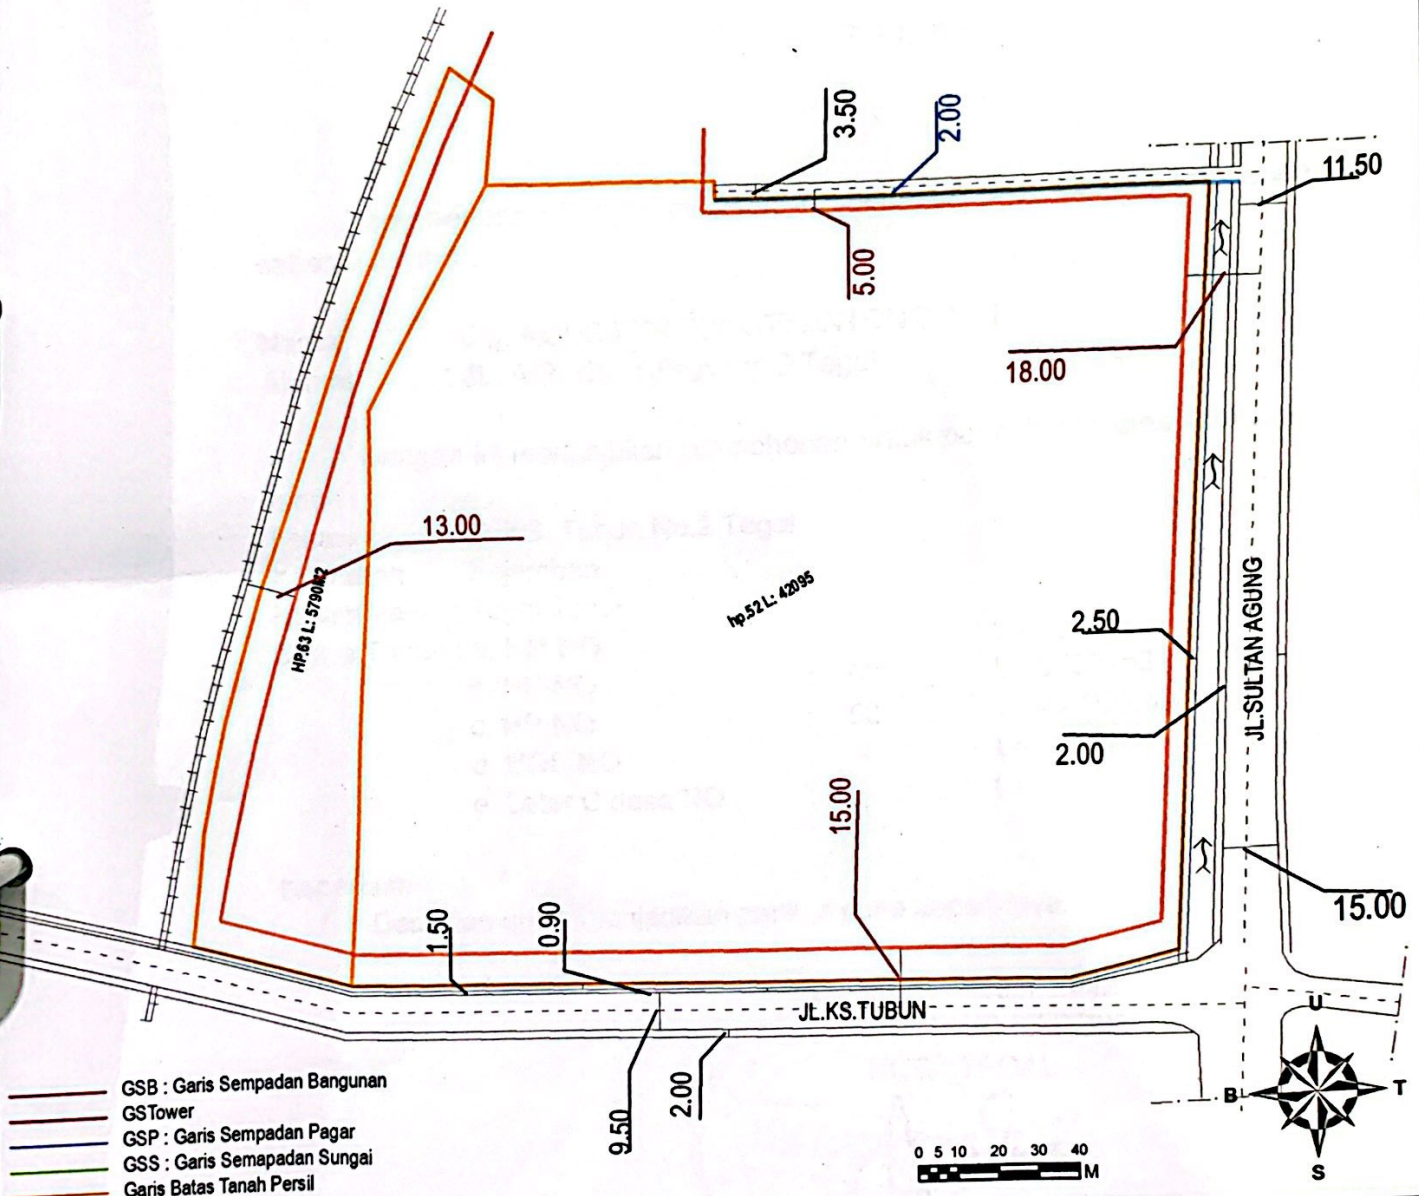 3.50
2.00
11.50
5.00
18.00
13.00
HP.63 L: 5790M2
hp.52 L: 42095
2.50
2.00
JL.SULTAN AGUNG
15.00
15.00
1.50
0.90
JL.KS.TUBUN
9.50
2.00
U
B
T
S
GSB : Garis Sempadan Bangunan
GSTower
GSP : Garis Sempadan Pagar
GSS : Garis Semapadan Sungai
Garis Batas Tanah Persil
0 5 10 20 30 40
M